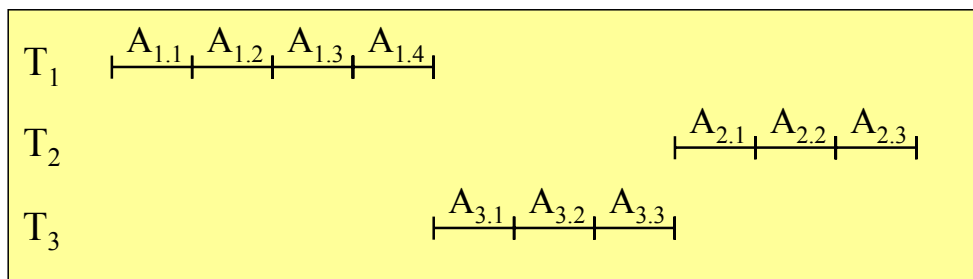 T₁ A₁.₁ A₁.₂ A₁.₃ A₁.₄
T₂ A₂.₁ A₂.₂ A₂.₃
T₃ A₃.₁ A₃.₂ A₃.₃